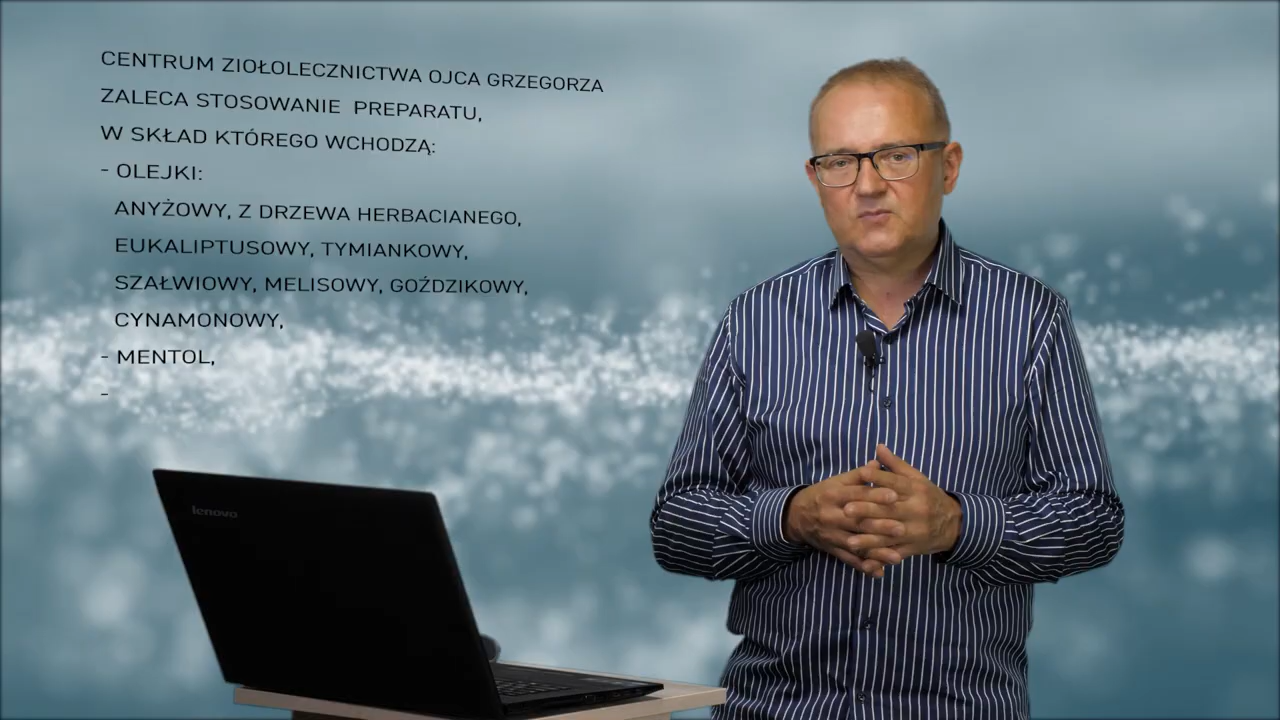 CENTRUM ZIOŁOLECZNICTWA OJCA GRZEGORZA
ZALECA STOSOWANIE PREPARATU,
W SKŁAD KTÓREGO WCHODZĄ:
- OLEJKI:
ANYŻOWY, Z DRZEWA HERBACIANEGO,
EUKALIPTUSOWY, TYMIANKOWY,
SZAŁWIOWY, MELISOWY, GOŹDZIKOWY,
CYNAMONOWY,
- MENTOL,
-
lenovo